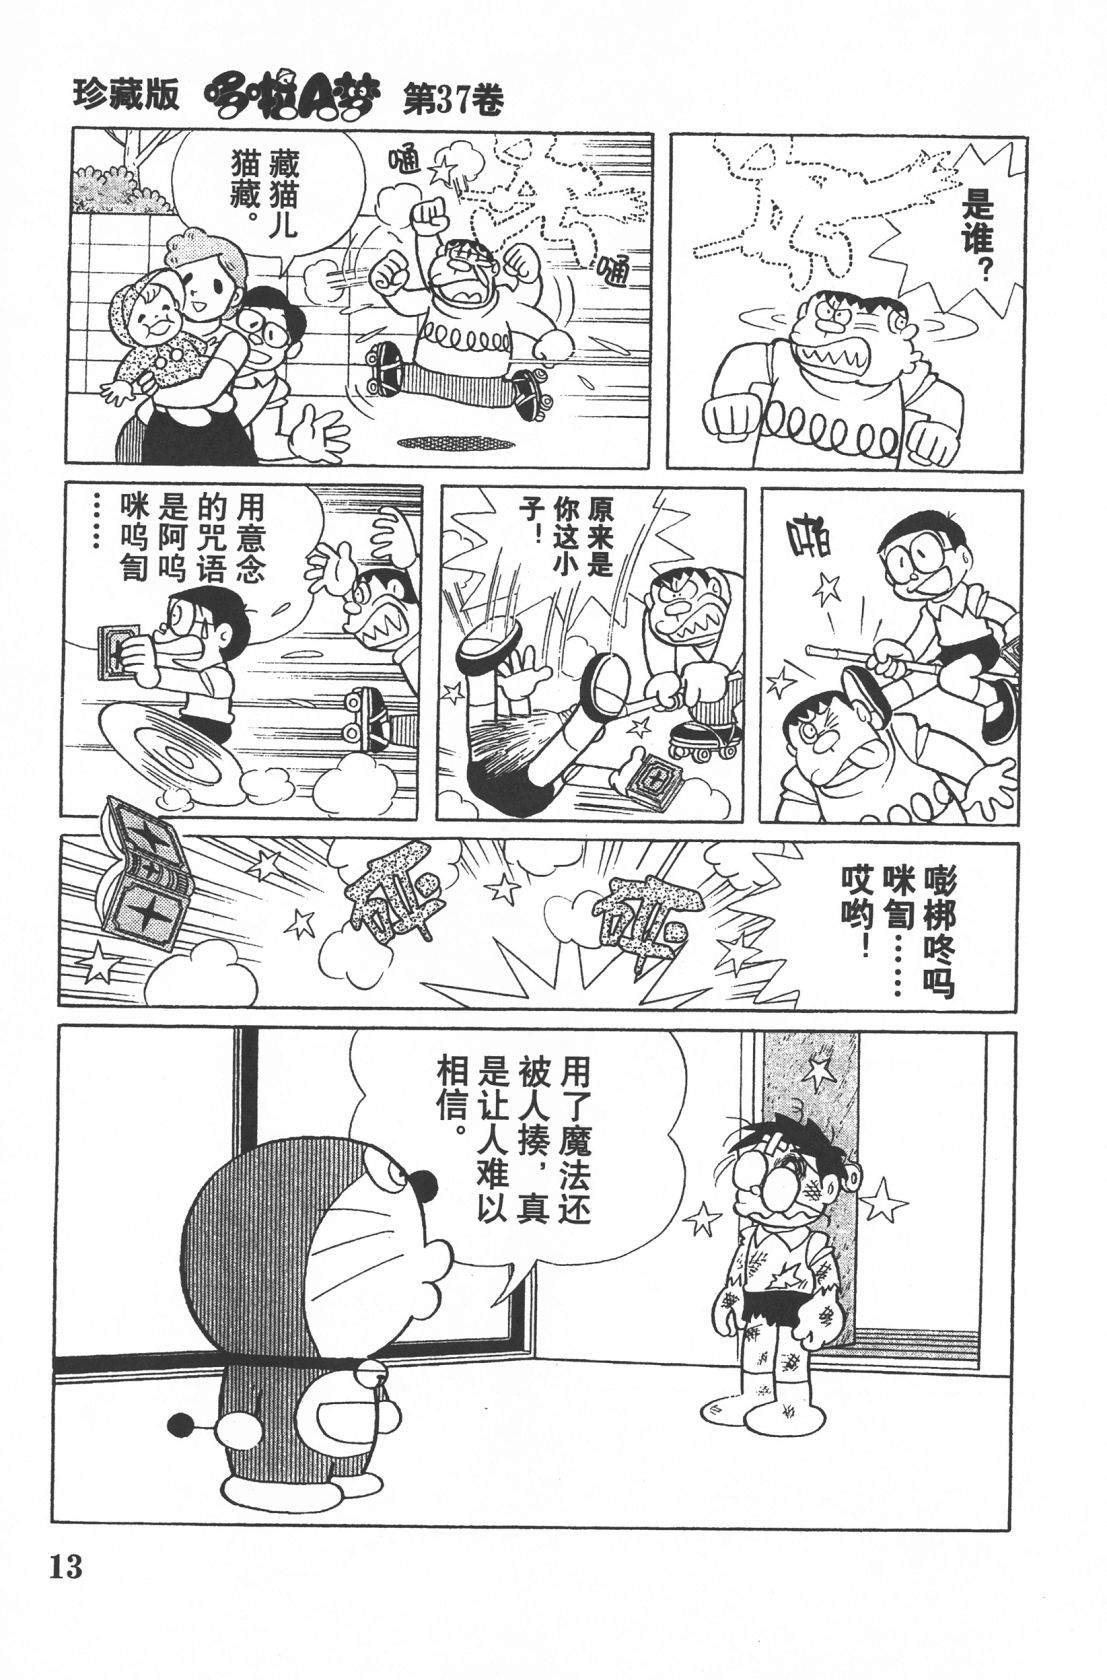 珍藏版 哆啦A梦 第37卷
是
谁?
嗵
嗵
藏猫儿
猫藏。
原来是
你这小
子!
用意念
的咒语
是阿呜
咪呜訇
……
嘭梆咚吗
咪訇……
哎哟!
砰
砰
用了魔法还
被人揍,真
是让人难以
相信。
13